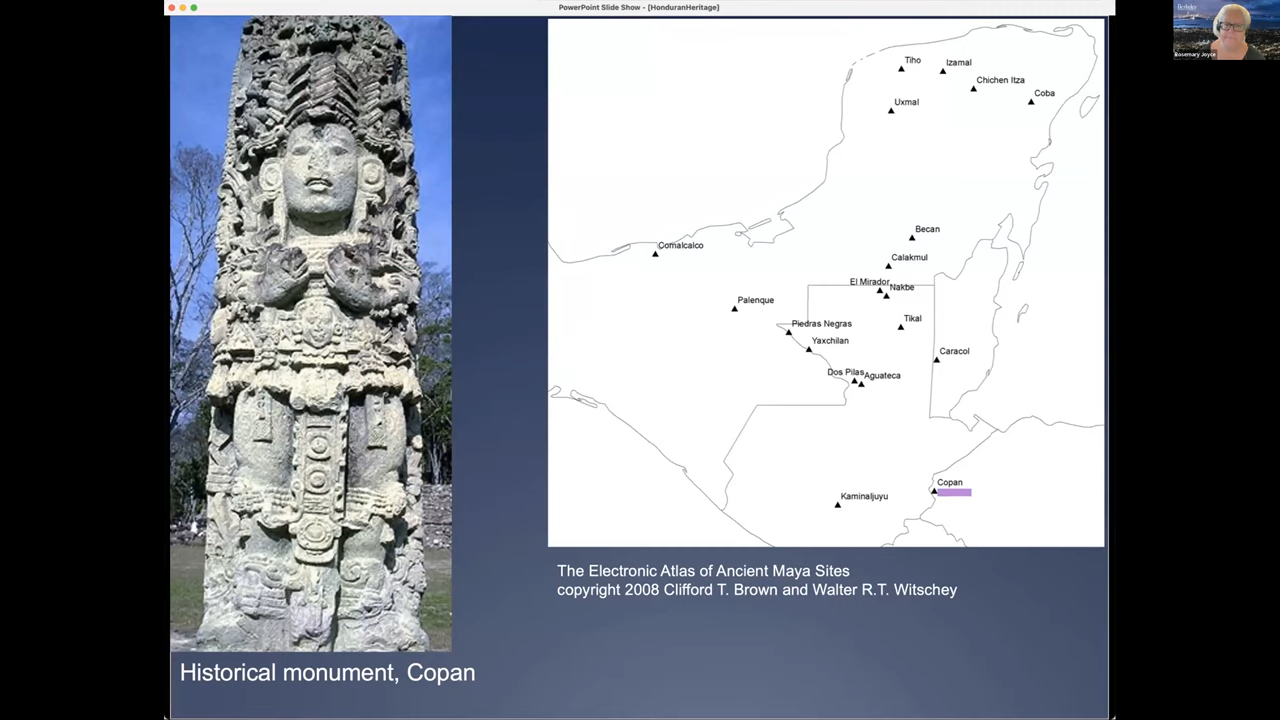 PowerPoint Slide Show - [HonduranHeritage]
Berkeley
Rosemary Joyce
Tiho
Izamal
Chichen Itza
Coba
Uxmal
Becan
Comalcalco
Calakmul
El Mirador
Nakbe
Palenque
Tikal
Piedras Negras
Yaxchilan
Caracol
Dos Pilas
Aguateca
Copan
Kaminaljuyu
The Electronic Atlas of Ancient Maya Sites
copyright 2008 Clifford T. Brown and Walter R.T. Witschey
Historical monument, Copan